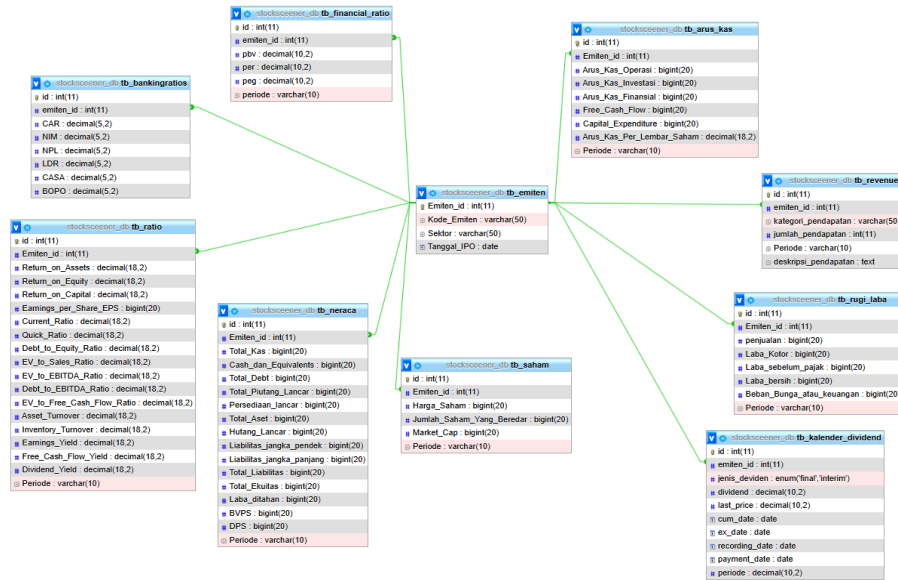 stocksceener_db tb_financial_ratio
id : int(11)
emiten_id : int(11)
pbv : decimal(10,2)
per : decimal(10,2)
peg : decimal(10,2)
periode : varchar(10)
stocksceener_db tb_arus_kas
id : int(11)
Emiten_id : int(11)
Arus_Kas_Operasi : bigint(20)
Arus_Kas_Investasi : bigint(20)
Arus_Kas_Finansial : bigint(20)
Free_Cash_Flow : bigint(20)
Capital_Expenditure : bigint(20)
Arus_Kas_Per_Lembar_Saham : decimal(18,2)
Periode : varchar(10)
stocksceener_db tb_bankingratios
id : int(11)
emiten_id : int(11)
CAR : decimal(5,2)
NIM : decimal(5,2)
NPL : decimal(5,2)
LDR : decimal(5,2)
CASA : decimal(5,2)
BOPO : decimal(5,2)
stocksceener_db tb_emiten
Emiten_id : int(11)
Kode_Emiten : varchar(50)
Sektor : varchar(50)
Tanggal_IPO : date
stocksceener_db tb_revenue
id : int(11)
emiten_id : int(11)
kategori_pendapatan : varchar(50)
jumlah_pendapatan : int(11)
Periode : varchar(10)
deskripsi_pendapatan : text
stocksceener_db tb_ratio
id : int(11)
Emiten_id : int(11)
Return_on_Assets : decimal(18,2)
Return_on_Equity : decimal(18,2)
Return_on_Capital : decimal(18,2)
Earnings_per_Share_EPS : bigint(20)
Current_Ratio : decimal(18,2)
Quick_Ratio : decimal(18,2)
Debt_to_Equity_Ratio : decimal(18,2)
EV_to_Sales_Ratio : decimal(18,2)
EV_to_EBITDA_Ratio : decimal(18,2)
Debt_to_EBITDA_Ratio : decimal(18,2)
EV_to_Free_Cash_Flow_Ratio : decimal(18,2)
Asset_Turnover : decimal(18,2)
Inventory_Turnover : decimal(18,2)
Earnings_Yield : decimal(18,2)
Free_Cash_Flow_Yield : decimal(18,2)
Dividend_Yield : decimal(18,2)
Periode : varchar(10)
stocksceener_db tb_neraca
id : int(11)
Emiten_id : int(11)
Total_Kas : bigint(20)
Cash_dan_Equivalents : bigint(20)
Total_Debt : bigint(20)
Total_Piutang_Lancar : bigint(20)
Persediaan_lancar : bigint(20)
Total_Aset : bigint(20)
Hutang_Lancar : bigint(20)
Liabilitas_jangka_pendek : bigint(20)
Liabilitas_jangka_panjang : bigint(20)
Total_Liabilitas : bigint(20)
Total_Ekuitas : bigint(20)
Laba_ditahan : bigint(20)
BVPS : bigint(20)
DPS : bigint(20)
Periode : varchar(10)
stocksceener_db tb_saham
id : int(11)
Emiten_id : int(11)
Harga_Saham : bigint(20)
Jumlah_Saham_Yang_Beredar : bigint(20)
Market_Cap : bigint(20)
Periode : varchar(10)
stocksceener_db tb_rugi_laba
id : int(11)
Emiten_id : int(11)
penjualan : bigint(20)
Laba_Kotor : bigint(20)
Laba_sebelum_pajak : bigint(20)
Laba_bersih : bigint(20)
Beban_Bunga_atau_keuangan : bigint(20)
Periode : varchar(10)
stocksceener_db tb_kalender_dividend
id : int(11)
emiten_id : int(11)
jenis_deviden : enum('final','interim')
dividend : decimal(10,2)
last_price : decimal(10,2)
cum_date : date
ex_date : date
recording_date : date
payment_date : date
periode : decimal(10,2)